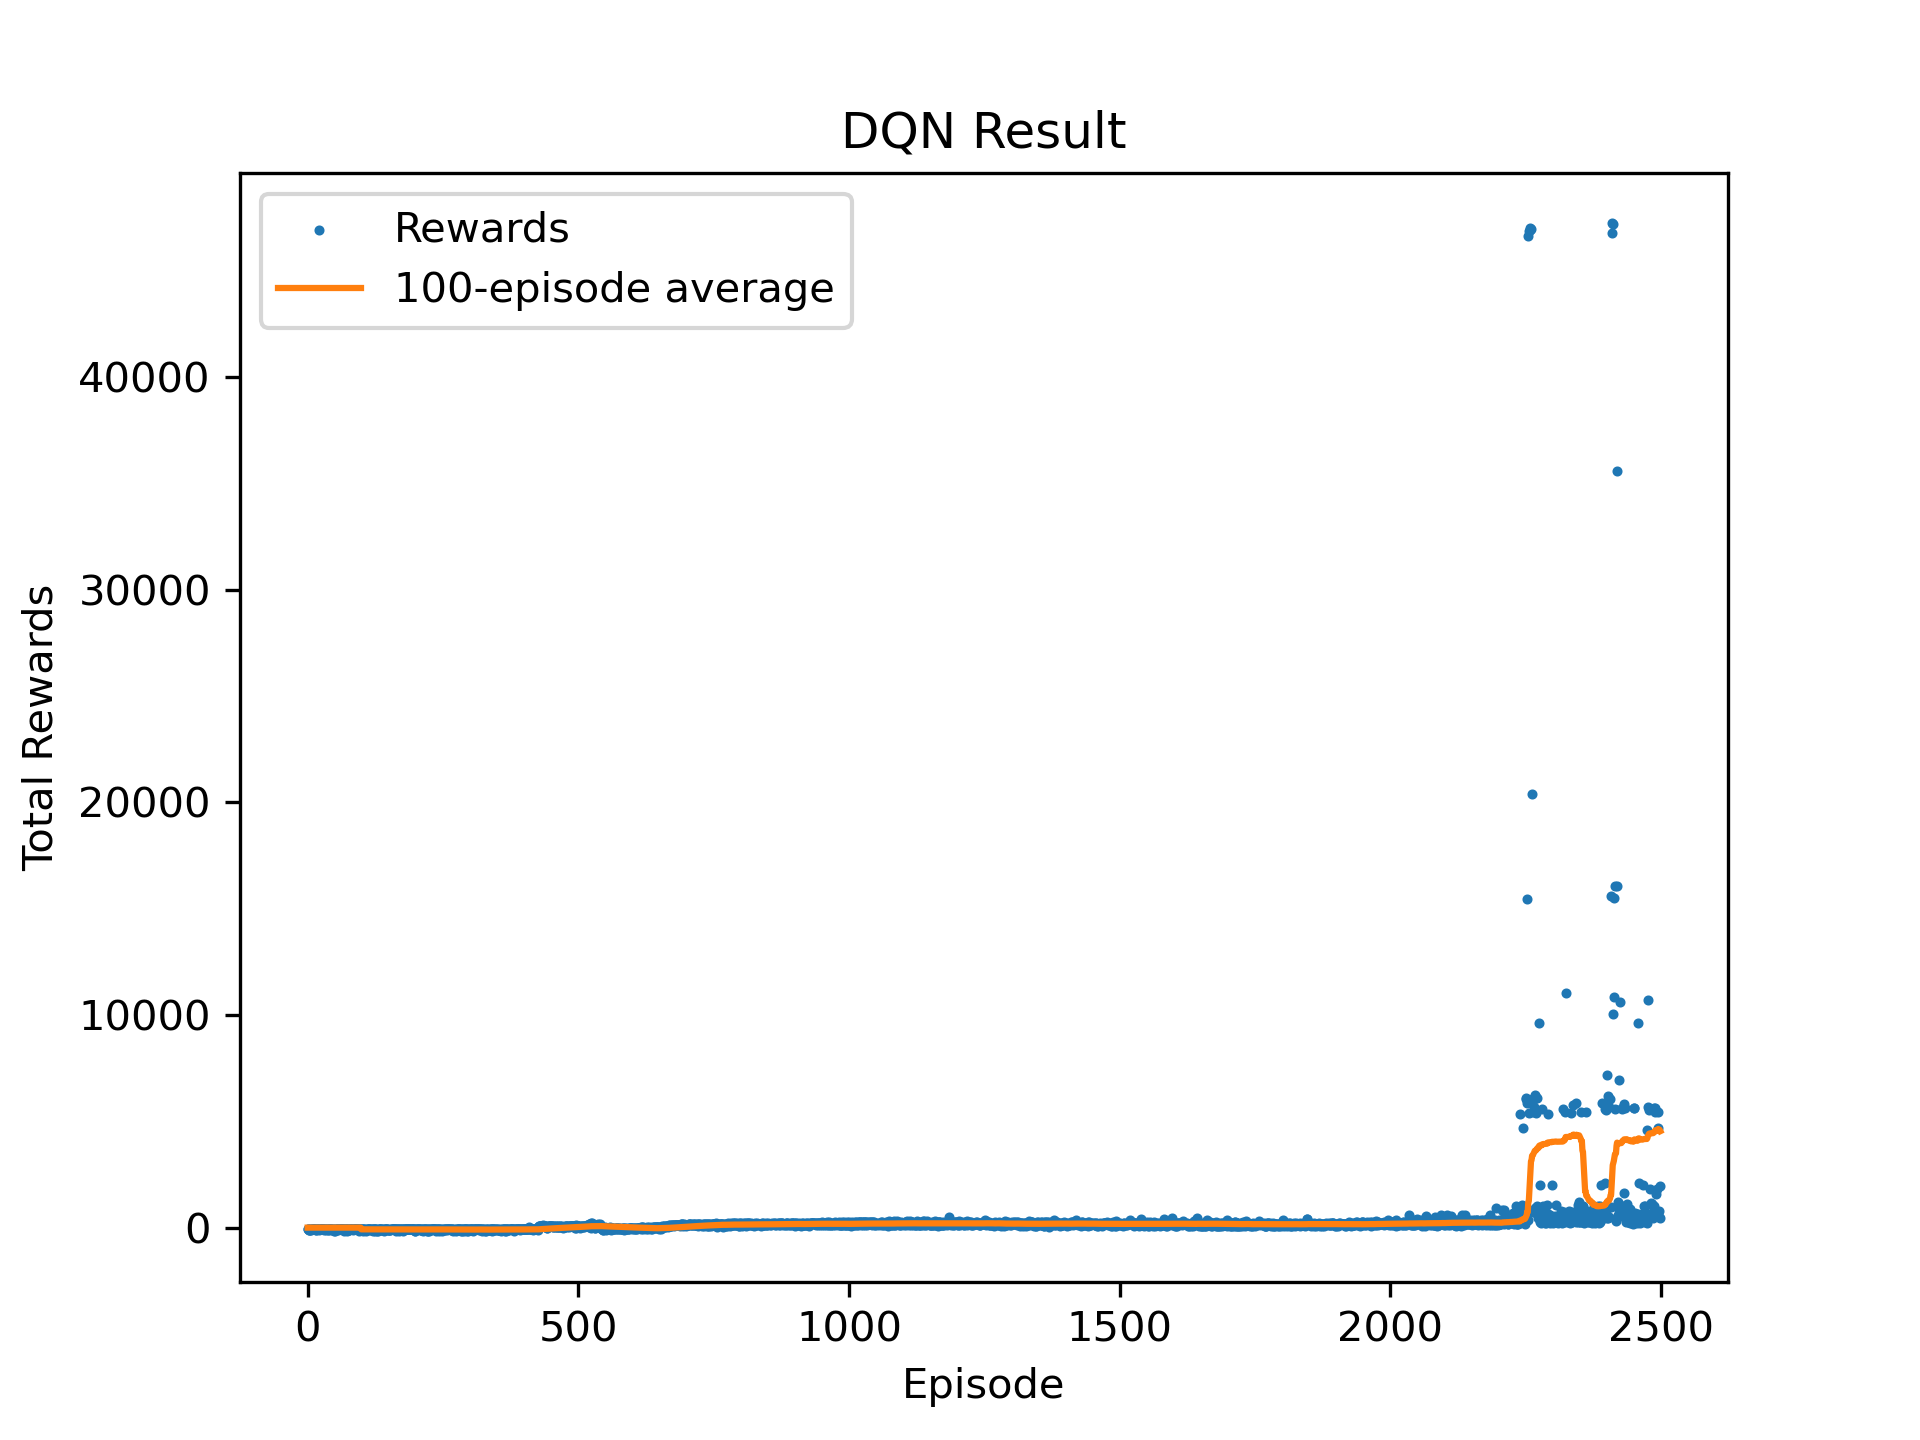 DQN Result
Rewards
100-episode average
40000
30000
20000
10000
0
Total Rewards
0 500 1000 1500 2000 2500
Episode